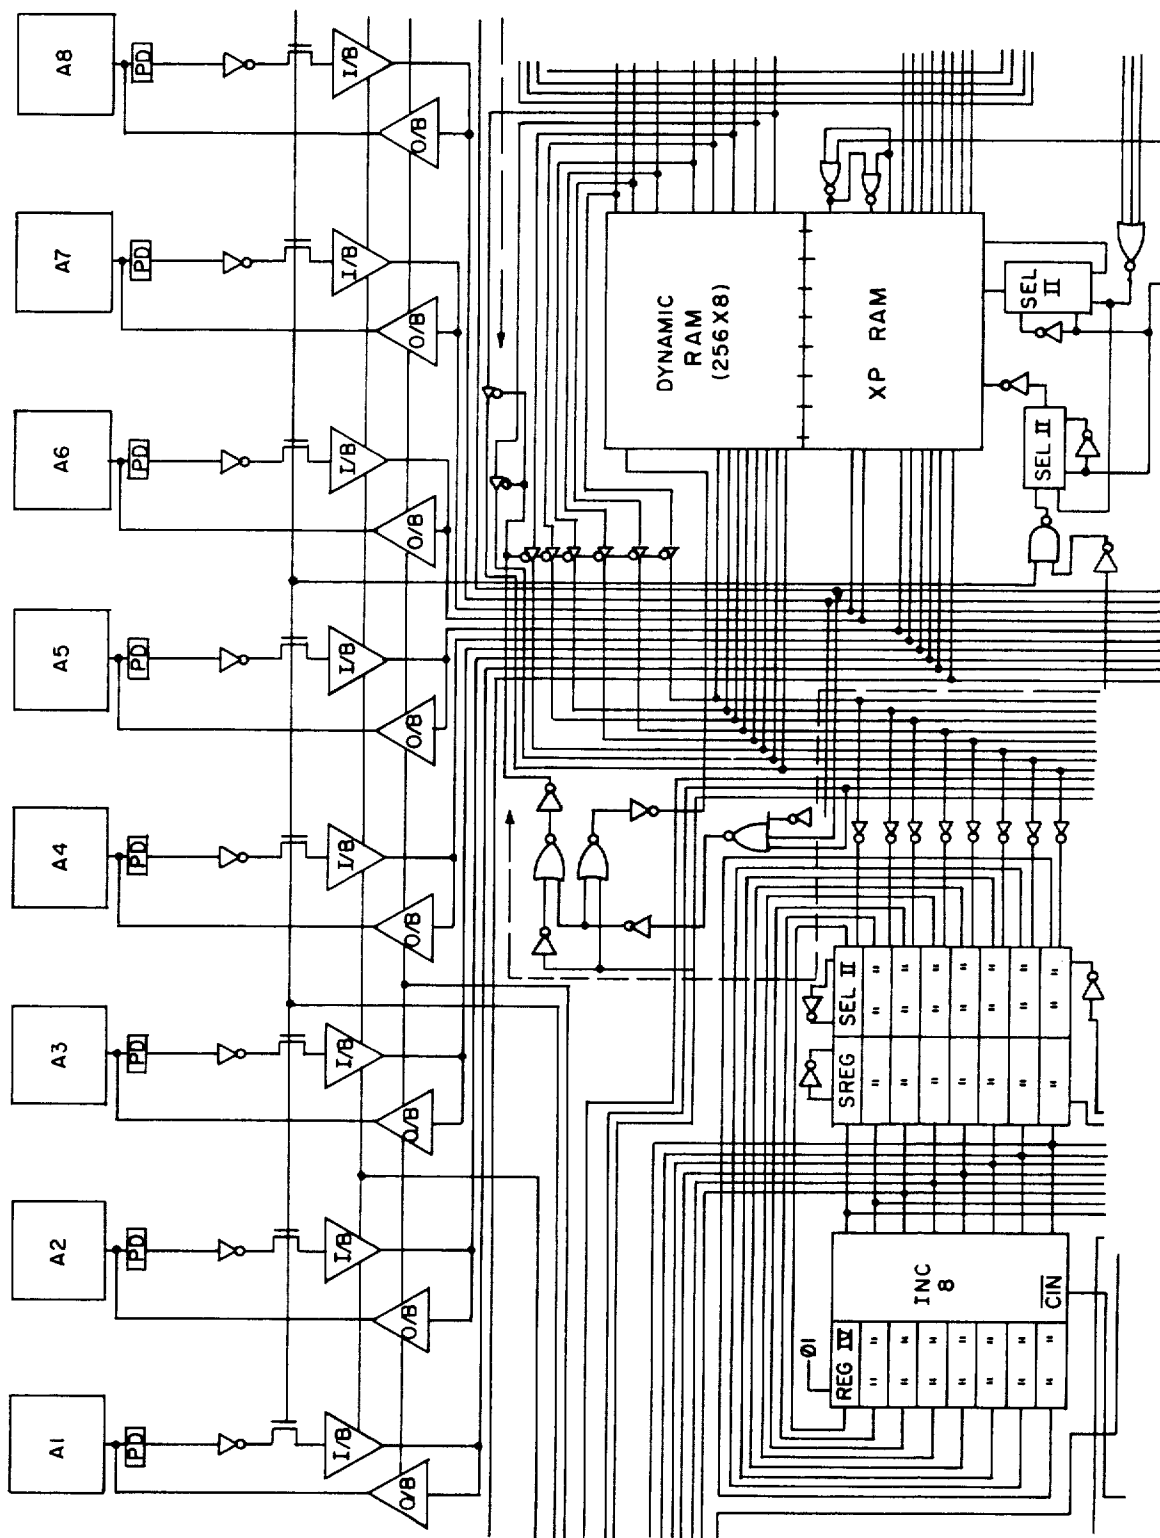 A1 A2 A3 A4 A5 A6 A7 A8
PD PD PD PD PD PD PD PD
I/B I/B I/B I/B I/B I/B I/B I/B
O/B O/B O/B O/B O/B O/B O/B O/B
DYNAMIC
RAM
(256X8)
XP RAM
SEL II
SEL
II
Ø1
REG IV
SREG SEL II
" " " " "
" " " " "
" " " " "
" " " " "
" " " " "
" " " " "
" " " " "
INC
8
CIN